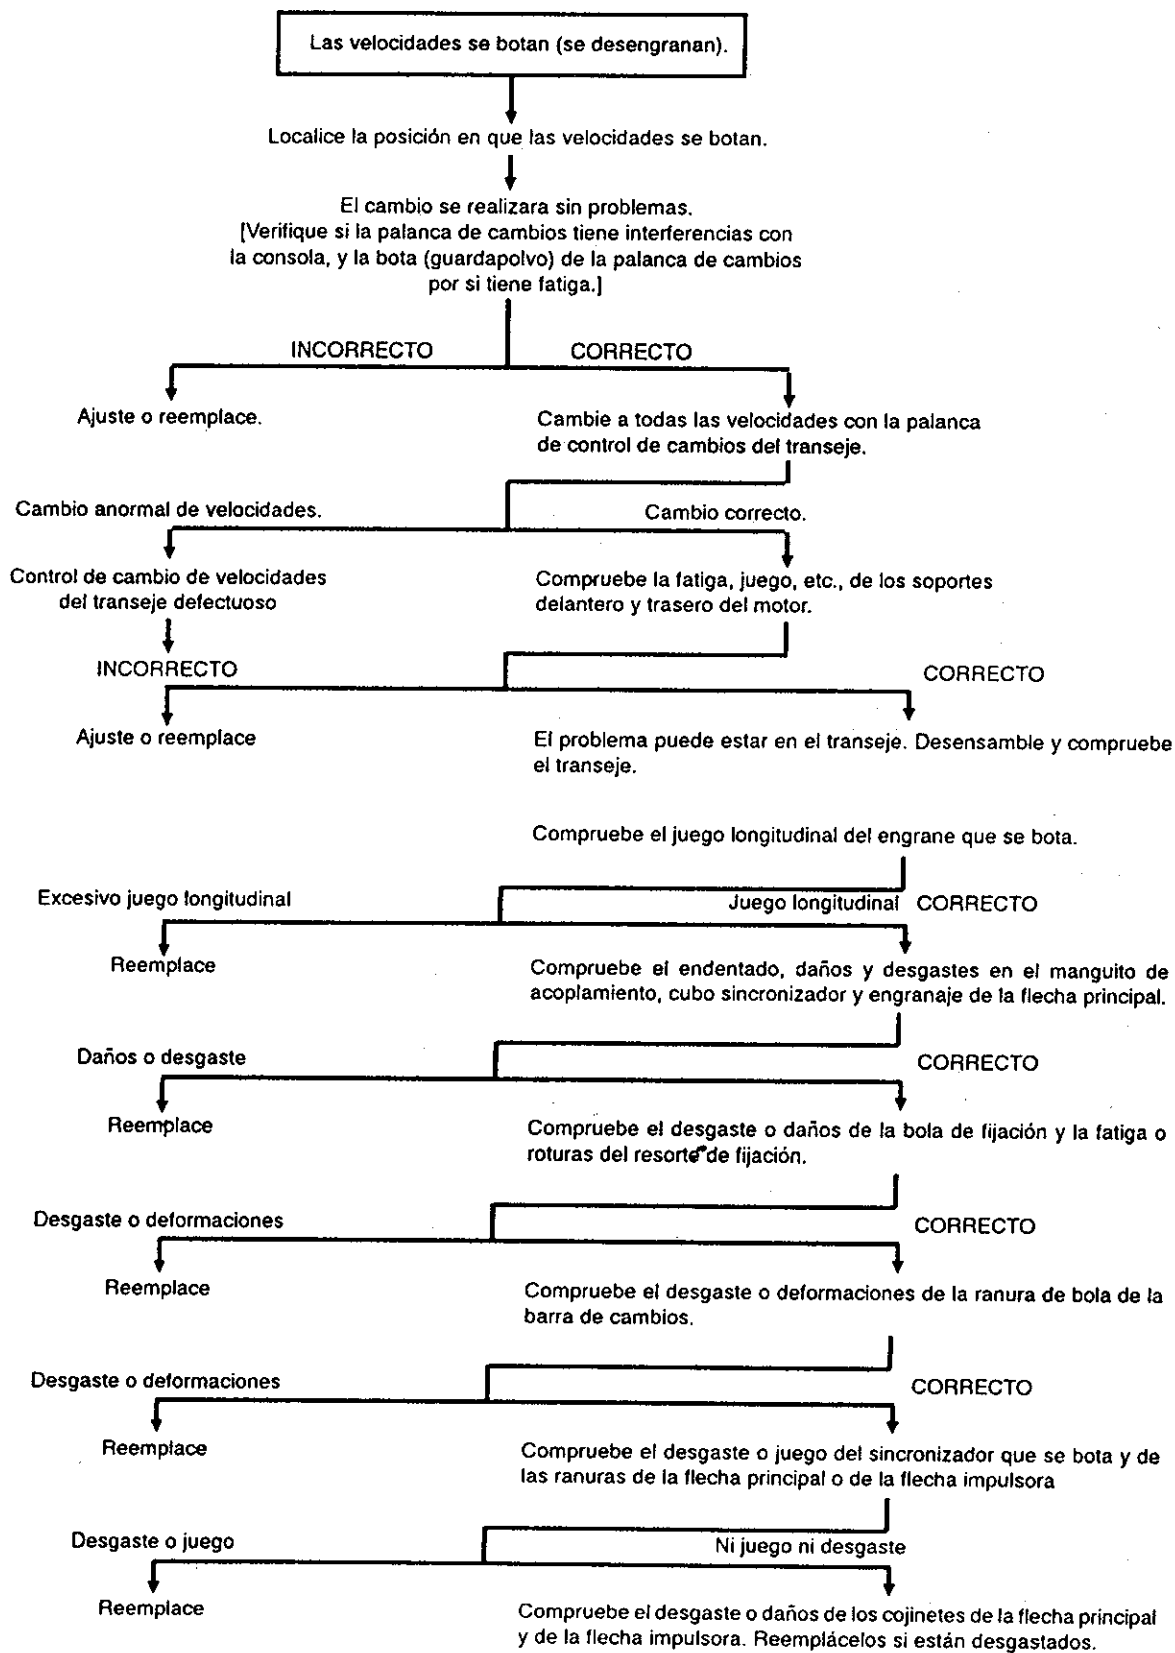 Las velocidades se botan (se desengranan).
Localice la posición en que las velocidades se botan.
El cambio se realizara sin problemas.
[Verifique si la palanca de cambios tiene interferencias con
la consola, y la bota (guardapolvo) de la palanca de cambios
por si tiene fatiga.]
INCORRECTO
CORRECTO
Ajuste o reemplace.
Cambie a todas las velocidades con la palanca
de control de cambios del transeje.
Cambio anormal de velocidades.
Cambio correcto.
Control de cambio de velocidades
del transeje defectuoso
Compruebe la fatiga, juego, etc., de los soportes
delantero y trasero del motor.
INCORRECTO
CORRECTO
Ajuste o reemplace
El problema puede estar en el transeje. Desensamble y compruebe
el transeje.
Compruebe el juego longitudinal del engrane que se bota.
Excesivo juego longitudinal
Juego longitudinal CORRECTO
Reemplace
Compruebe el endentado, daños y desgastes en el manguito de
acoplamiento, cubo sincronizador y engranaje de la flecha principal.
Daños o desgaste
CORRECTO
Reemplace
Compruebe el desgaste o daños de la bola de fijación y la fatiga o
roturas del resorte de fijación.
Desgaste o deformaciones
CORRECTO
Reemplace
Compruebe el desgaste o deformaciones de la ranura de bola de la
barra de cambios.
Desgaste o deformaciones
CORRECTO
Reemplace
Compruebe el desgaste o juego del sincronizador que se bota y de
las ranuras de la flecha principal o de la flecha impulsora
Desgaste o juego
Ni juego ni desgaste
Reemplace
Compruebe el desgaste o daños de los cojinetes de la flecha principal
y de la flecha impulsora. Reemplácelos si están desgastados.